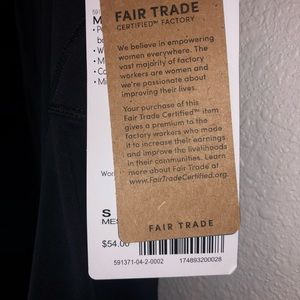 FAIR TRADE
CERTIFIED™ FACTORY
We believe in empowering
women everywhere. The
vast majority of factory
workers are women and
we're passionate about
improving their lives.
Your purchase of this
Fair Trade Certified™ item
gives a premium to the
factory workers who made
it to increase their earnings
and improve the livelihoods
in their communities. Learn
more about Fair Trade at
www.FairTradeCertified.org.
FAIR TRADE
S
$54.00
591371-04-2-0002 174893200028